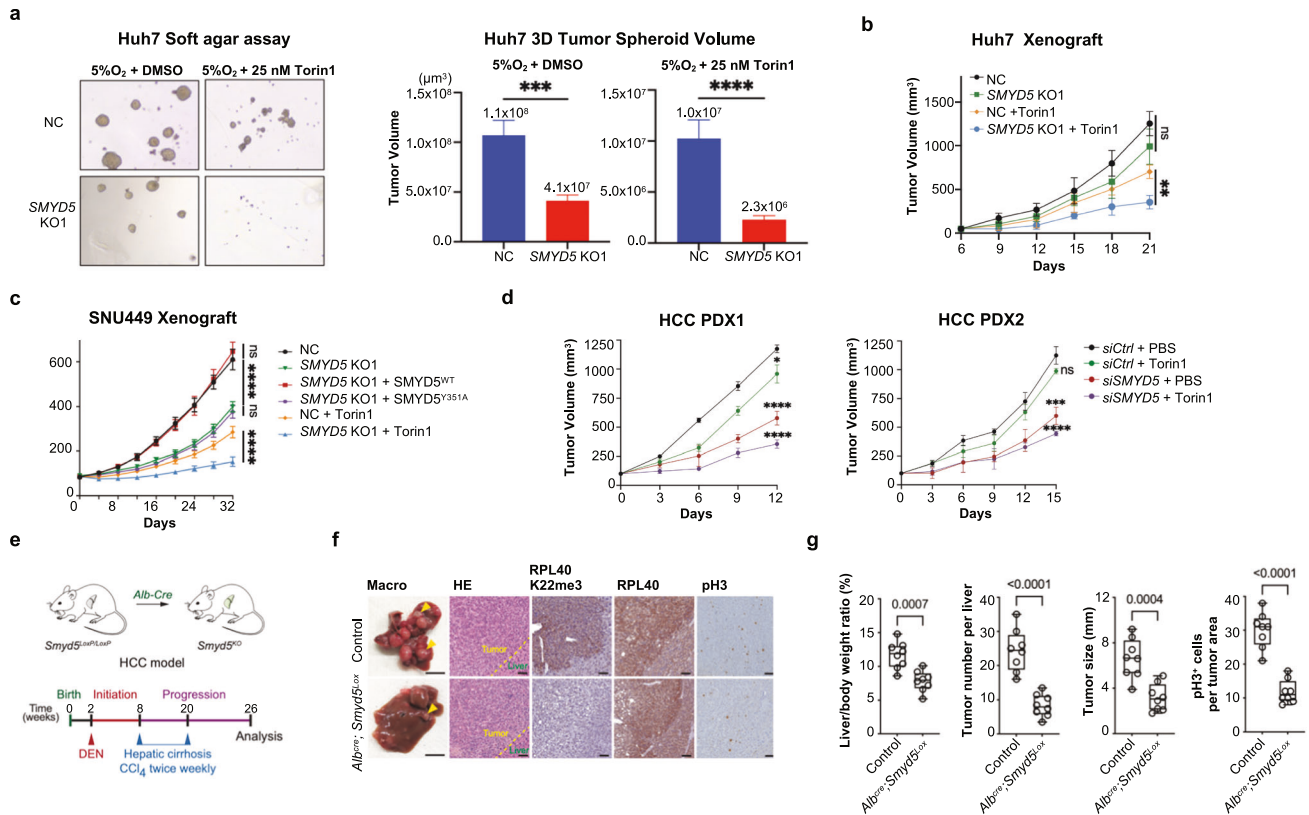 a
Huh7 Soft agar assay
5%O₂ + DMSO
5%O₂ + 25 nM Torin1
NC
SMYD5
KO1
Huh7 3D Tumor Spheroid Volume
5%O₂ + DMSO
5%O₂ + 25 nM Torin1
(µm³)
Tumor Volume
1.5x10⁸
1.0x10⁸
5.0x10⁷
0.0
***
1.1x10⁸
4.1x10⁷
NC
SMYD5 KO1
1.5x10⁷
1.0x10⁷
5.0x10⁶
0.0
****
1.0x10⁷
2.3x10⁶
NC
SMYD5 KO1
b
Huh7 Xenograft
Tumor Volume (mm³)
1500
1000
500
0
6 9 12 15 18 21
Days
NC
SMYD5 KO1
NC +Torin1
SMYD5 KO1 + Torin1
ns
**
c
SNU449 Xenograft
600
400
200
0
0 8 16 24 32
Days
ns
****
ns
****
NC
SMYD5 KO1
SMYD5 KO1 + SMYD5ᵂᵀ
SMYD5 KO1 + SMYD5ʸ³⁵¹ᴬ
NC + Torin1
SMYD5 KO1 + Torin1
d
HCC PDX1
Tumor Volume (mm³)
1250
1000
750
500
250
0
0 3 6 9 12
Days
*
****
****
HCC PDX2
Tumor Volume (mm³)
1250
1000
750
500
250
0
0 3 6 9 12 15
Days
ns
***
****
siCtrl + PBS
siCtrl + Torin1
siSMYD5 + PBS
siSMYD5 + Torin1
e
Alb-Cre
Smyd5ᴸᵒˣᴾ/ᴸᵒˣᴾ
Smyd5ᴷᴼ
HCC model
Birth Initiation Progression
Time
(weeks)
0 2 8 20 26
Analysis
DEN
Hepatic cirrhosis
CCl₄ twice weekly
f
Macro
HE
RPL40
K22me3
RPL40
pH3
Control
Albᶜʳᵉ; Smyd5ᴸᵒˣ
Tumor
Liver
Tumor
Liver
g
Liver/body weight ratio (%)
20
15
10
5
0
0.0007
Control
Albᶜʳᵉ;Smyd5ᴸᵒˣ
Tumor number per liver
40
30
20
10
0
<0.0001
Control
Albᶜʳᵉ;Smyd5ᴸᵒˣ
Tumor size (mm)
12
8
4
0
0.0004
Control
Albᶜʳᵉ;Smyd5ᴸᵒˣ
pH3⁺ cells
per tumor area
40
30
20
10
0
<0.0001
Control
Albᶜʳᵉ;Smyd5ᴸᵒˣ